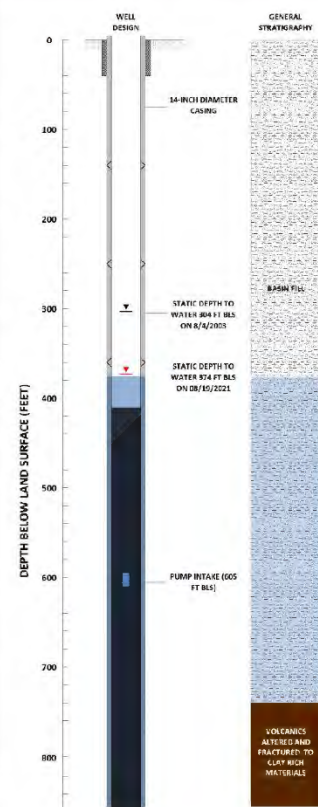 WELL
DESIGN
GENERAL
STRATIGRAPHY
0
100
200
300
400
500
600
700
800
DEPTH BELOW LAND SURFACE (FEET)
14-INCH DIAMETER
CASING
BASIN FILL
STATIC DEPTH TO
WATER 304 FT BLS
ON 8/4/2003
STATIC DEPTH TO
WATER 374 FT BLS
ON 08/19/2021
PUMP INTAKE (605
FT BLS)
VOLCANICS
ALTERED AND
FRACTURED TO
CLAY RICH
MATERIALS